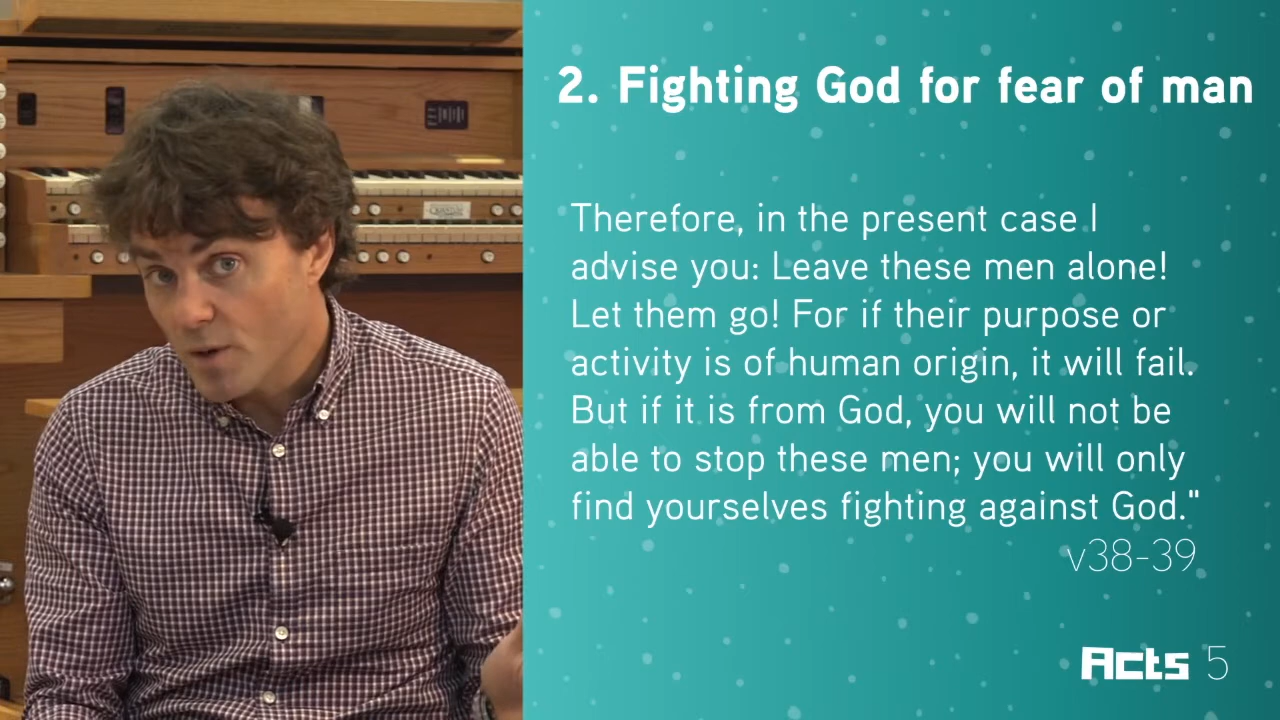 2. Fighting God for fear of man
Therefore, in the present case I
advise you: Leave these men alone!
Let them go! For if their purpose or
activity is of human origin, it will fail.
But if it is from God, you will not be
able to stop these men; you will only
find yourselves fighting against God."
v38-39
Acts 5